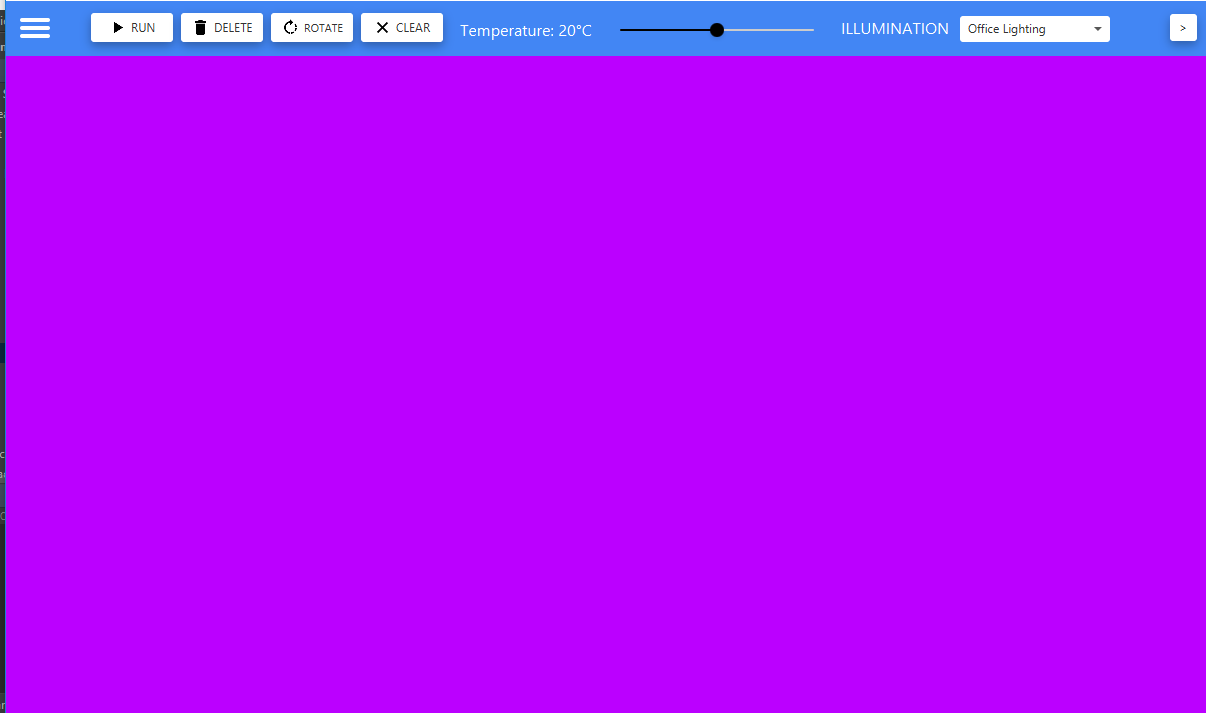 RUN
DELETE
ROTATE
CLEAR
Temperature: 20°C
ILLUMINATION
Office Lighting
>